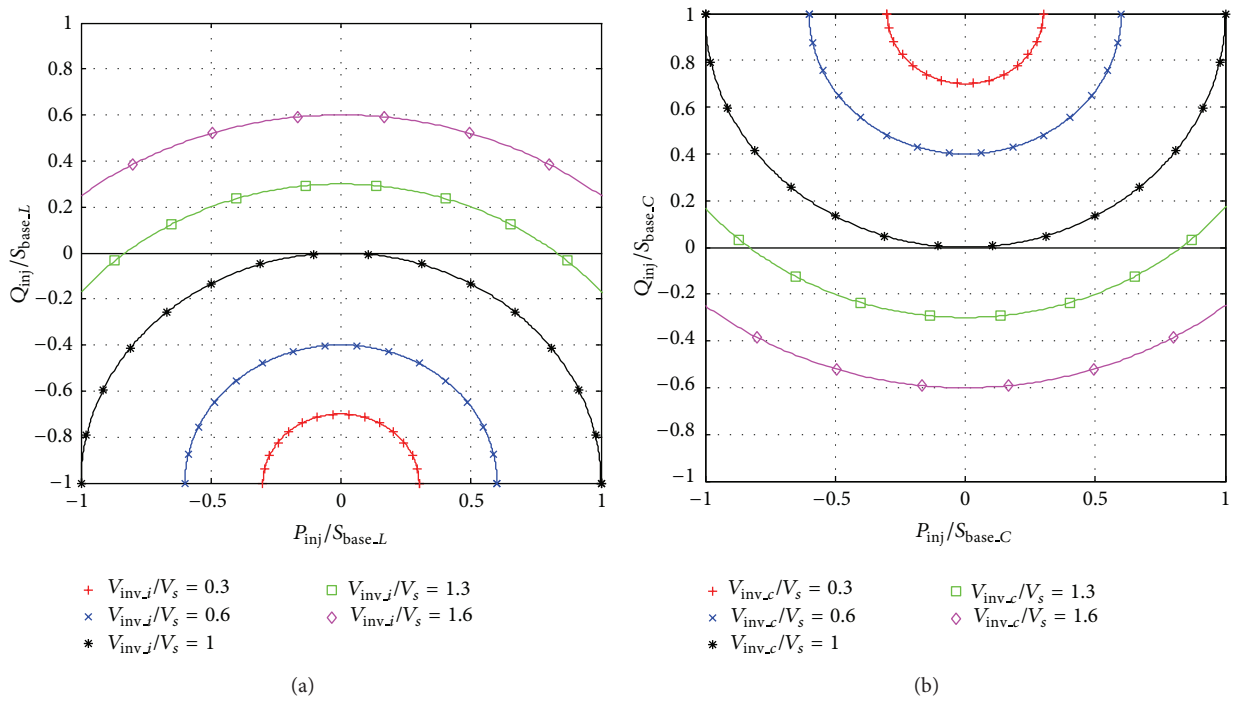 1
0.8
0.6
0.4
0.2
0
−0.2
−0.4
−0.6
−0.8
−1
Q_inj/S_base_L
−1
−0.5
0
0.5
1
P_inj/S_base_L
V_inv_i/V_s = 0.3
V_inv_i/V_s = 0.6
V_inv_i/V_s = 1
V_inv_i/V_s = 1.3
V_inv_i/V_s = 1.6
(a)
1
0.8
0.6
0.4
0.2
0
−0.2
−0.4
−0.6
−0.8
−1
Q_inj/S_base_C
−1
−0.5
0
0.5
1
P_inj/S_base_C
V_inv_c/V_s = 0.3
V_inv_c/V_s = 0.6
V_inv_c/V_s = 1
V_inv_c/V_s = 1.3
V_inv_c/V_s = 1.6
(b)